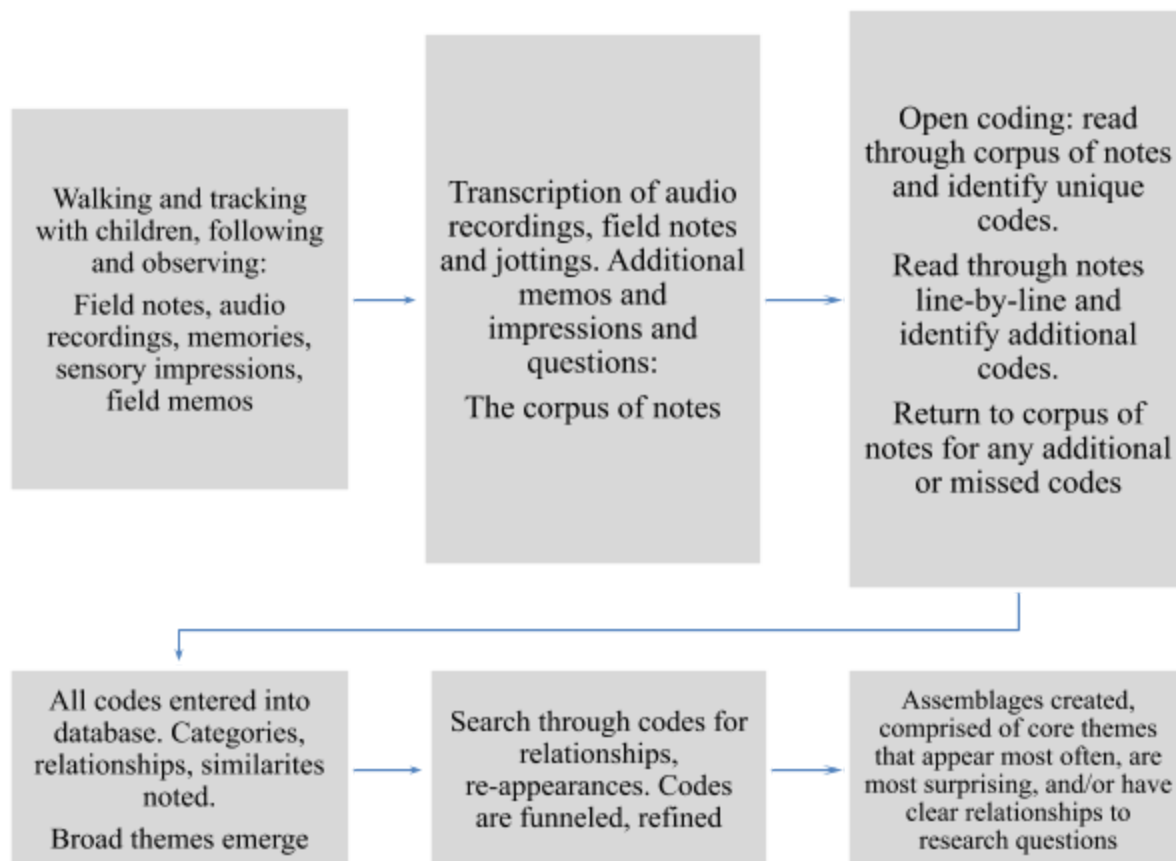 Walking and tracking
with children, following
and observing:
Field notes, audio
recordings, memories,
sensory impressions,
field memos
Transcription of audio
recordings, field notes
and jottings. Additional
memos and
impressions and
questions:
The corpus of notes
Open coding: read
through corpus of notes
and identify unique
codes.
Read through notes
line-by-line and
identify additional
codes.
Return to corpus of
notes for any additional
or missed codes
All codes entered into
database. Categories,
relationships, similarites
noted.
Broad themes emerge
Search through codes for
relationships,
re-appearances. Codes
are funneled, refined
Assemblages created,
comprised of core themes
that appear most often, are
most surprising, and/or have
clear relationships to
research questions